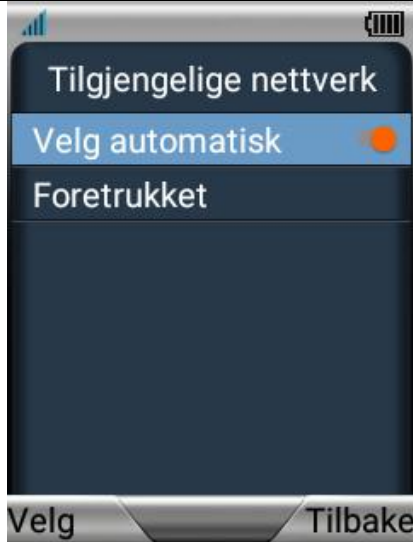 Tilgjengelige nettverk
Velg automatisk
Foretrukket
Velg
Tilbake